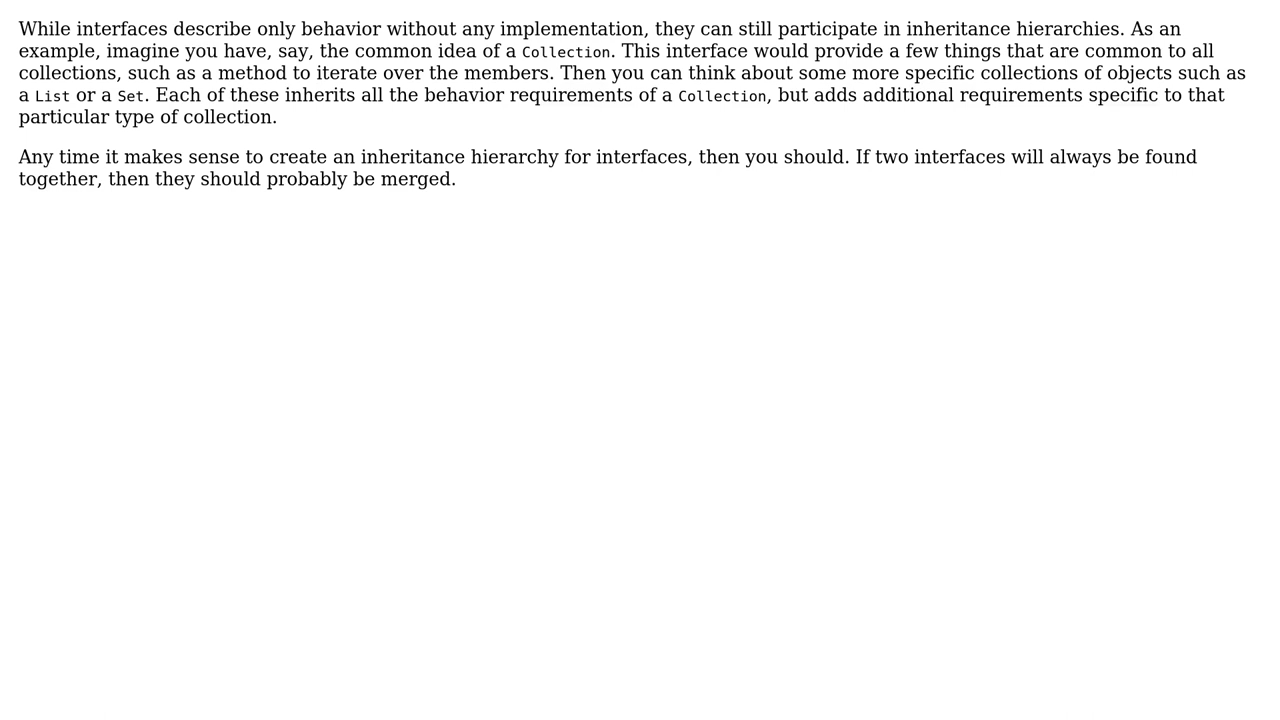 While interfaces describe only behavior without any implementation, they can still participate in inheritance hierarchies. As an
example, imagine you have, say, the common idea of a Collection. This interface would provide a few things that are common to all
collections, such as a method to iterate over the members. Then you can think about some more specific collections of objects such as
a List or a Set. Each of these inherits all the behavior requirements of a Collection, but adds additional requirements specific to that
particular type of collection.
Any time it makes sense to create an inheritance hierarchy for interfaces, then you should. If two interfaces will always be found
together, then they should probably be merged.